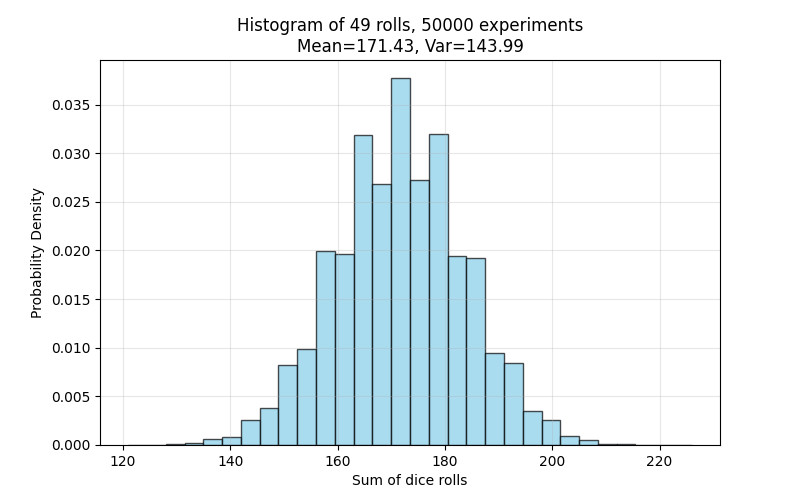 Histogram of 49 rolls, 50000 experiments
Mean=171.43, Var=143.99
Probability Density
0.035
0.030
0.025
0.020
0.015
0.010
0.005
0.000
120 140 160 180 200 220
Sum of dice rolls